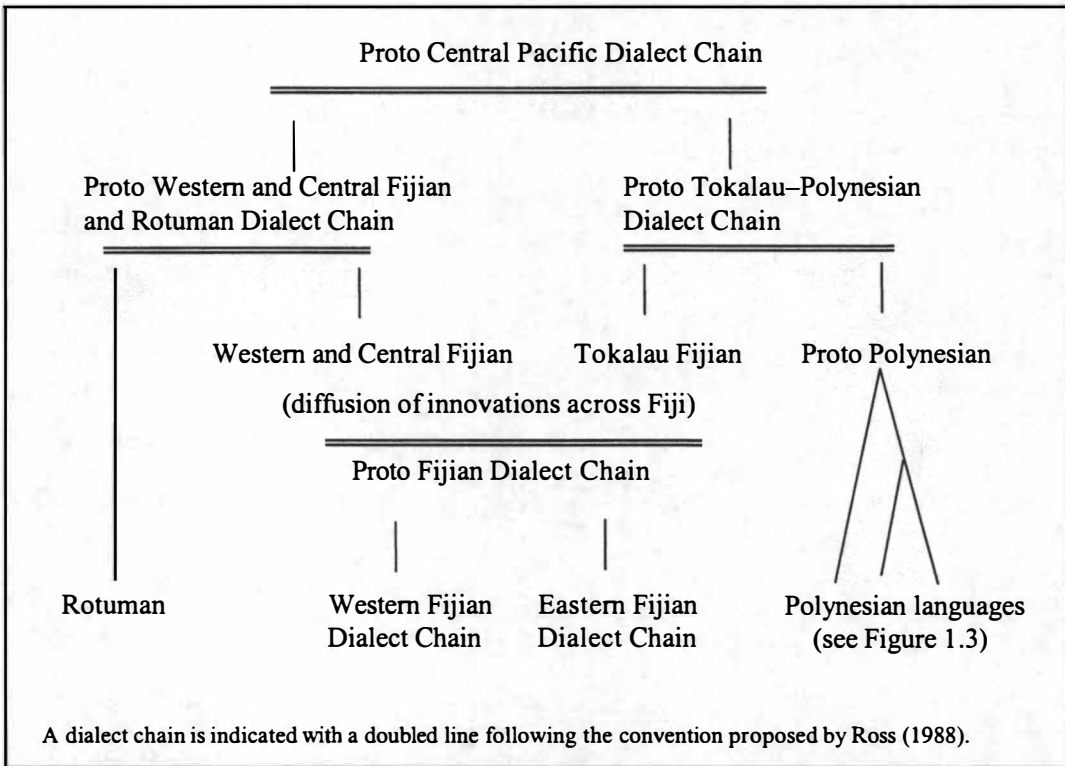 Proto Central Pacific Dialect Chain
Proto Western and Central Fijian
and Rotuman Dialect Chain
Proto Tokalau–Polynesian
Dialect Chain
Western and Central Fijian
Tokalau Fijian
Proto Polynesian
(diffusion of innovations across Fiji)
Proto Fijian Dialect Chain
Rotuman
Western Fijian
Dialect Chain
Eastern Fijian
Dialect Chain
Polynesian languages
(see Figure 1.3)
A dialect chain is indicated with a doubled line following the convention proposed by Ross (1988).